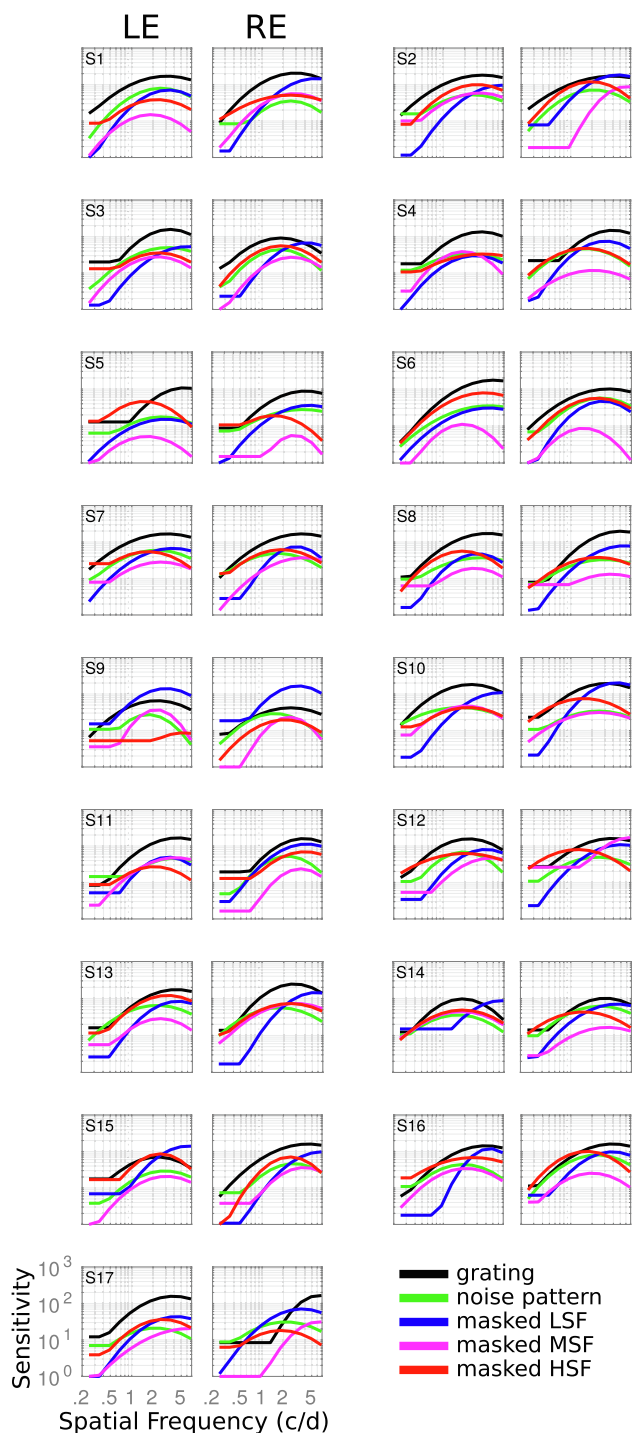 LE RE
S1
S2
S3
S4
S5
S6
S7
S8
S9
S10
S11
S12
S13
S14
S15
S16
S17
10³
10²
10¹
10⁰
Sensitivity
.2 .5 1 2 5 .2 .5 1 2 5
Spatial Frequency (c/d)
grating
noise pattern
masked LSF
masked MSF
masked HSF